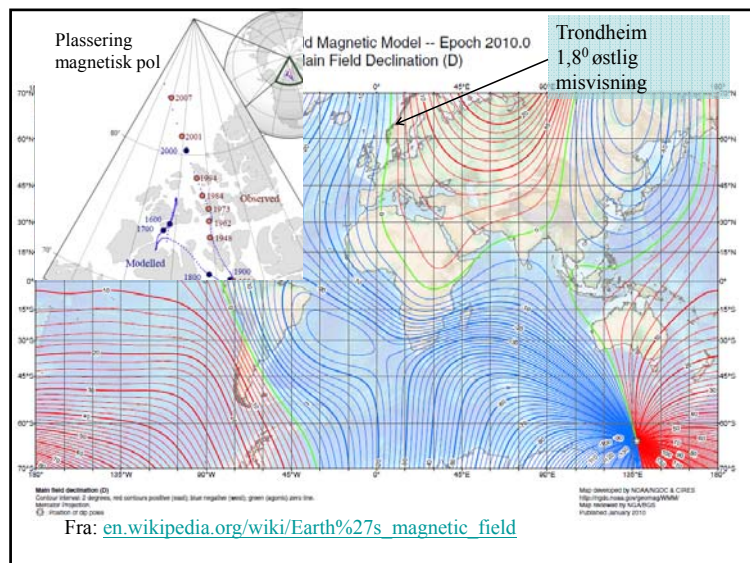 Plassering
magnetisk pol
d Magnetic Model -- Epoch 2010.0
ain Field Declination (D)
Trondheim
1,8⁰ østlig
misvisning
2007
2001
2000
1994
1984
1973
1962
1948
1600
1700
1800
1900
80°
70°
Observed
Modelled
70°N
60°N
45°N
30°N
15°N
0°
15°S
30°S
45°S
60°S
70°S
180°
135°W
90°W
45°W
0°
45°E
90°E
135°E
180°
Main field declination (D)
Contour interval: 2 degrees, red contours positive (east); blue negative (west); green (agonic) zero line.
Mercator Projection.
Position of dip poles
Map developed by NOAA/NGDC & CIRES
http://ngdc.noaa.gov/geomag/WMM/
Map reviewed by NGA/BGS
Published January 2010
Fra: en.wikipedia.org/wiki/Earth%27s_magnetic_field